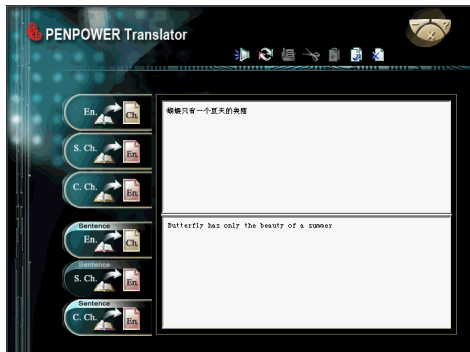 PENPOWER Translator
En. Ch.
S. Ch. En.
C. Ch. En.
Sentence
En. Ch.
Sentence
S. Ch. En.
Sentence
C. Ch. En.
蝴蝶只有一个夏天的美丽
Butterfly has only the beauty of a summer